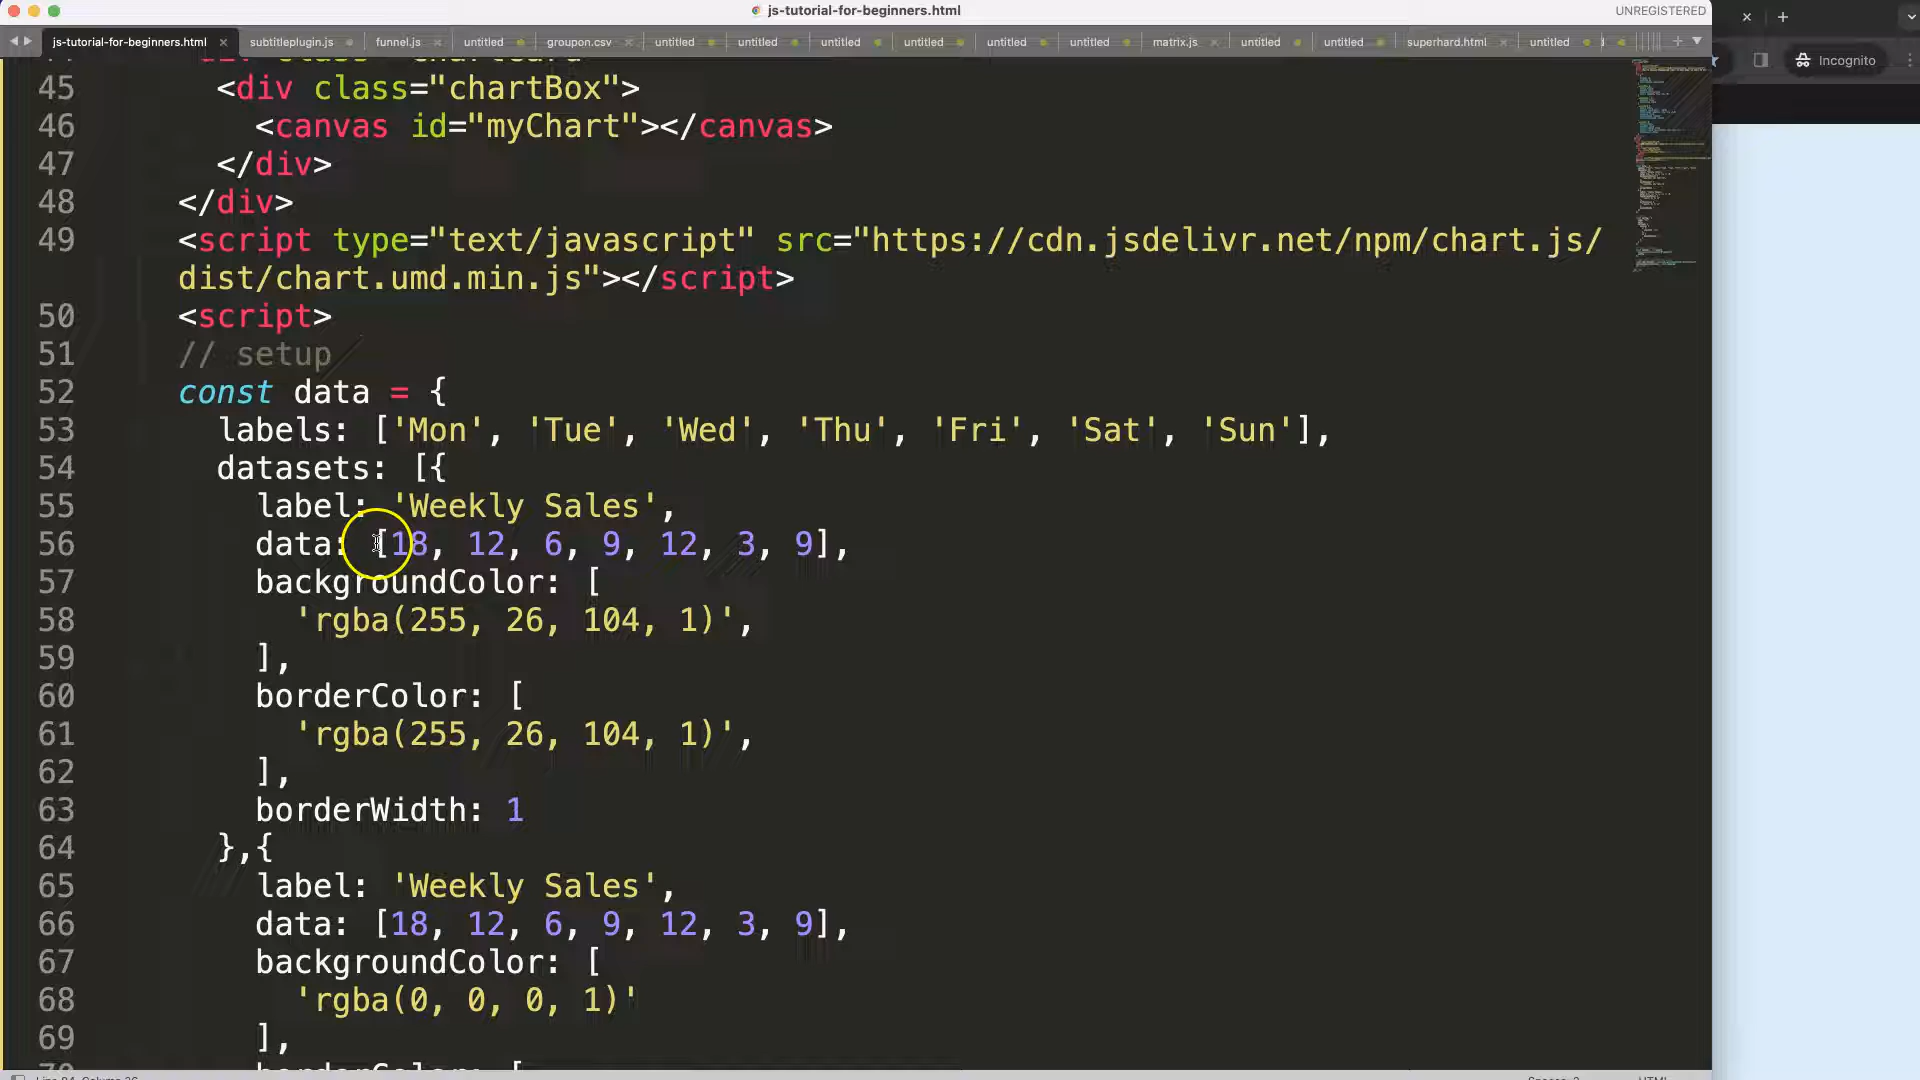 js-tutorial-for-beginners.html
UNREGISTERED
js-tutorial-for-beginners.html subtitleplugin.js funnel.js untitled groupon.csv untitled untitled untitled untitled untitled untitled matrix.js untitled untitled superhard.html untitled
Incognito
45 <div class="chartBox">
46 <canvas id="myChart"></canvas>
47 </div>
48 </div>
49 <script type="text/javascript" src="https://cdn.jsdelivr.net/npm/chart.js/
dist/chart.umd.min.js"></script>
50 <script>
51 // setup
52 const data = {
53 labels: ['Mon', 'Tue', 'Wed', 'Thu', 'Fri', 'Sat', 'Sun'],
54 datasets: [{
55 label: 'Weekly Sales',
56 data: [18, 12, 6, 9, 12, 3, 9],
57 backgroundColor: [
58 'rgba(255, 26, 104, 1)',
59 ],
60 borderColor: [
61 'rgba(255, 26, 104, 1)',
62 ],
63 borderWidth: 1
64 },{
65 label: 'Weekly Sales',
66 data: [18, 12, 6, 9, 12, 3, 9],
67 backgroundColor: [
68 'rgba(0, 0, 0, 1)'
69 ],